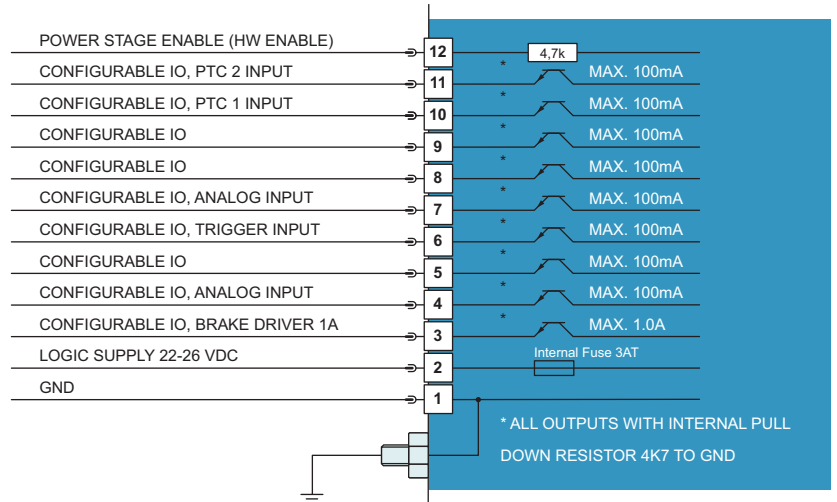 POWER STAGE ENABLE (HW ENABLE) 12 4,7k
CONFIGURABLE IO, PTC 2 INPUT 11 * MAX. 100mA
CONFIGURABLE IO, PTC 1 INPUT 10 * MAX. 100mA
CONFIGURABLE IO 9 * MAX. 100mA
CONFIGURABLE IO 8 * MAX. 100mA
CONFIGURABLE IO, ANALOG INPUT 7 * MAX. 100mA
CONFIGURABLE IO, TRIGGER INPUT 6 * MAX. 100mA
CONFIGURABLE IO 5 * MAX. 100mA
CONFIGURABLE IO, ANALOG INPUT 4 * MAX. 100mA
CONFIGURABLE IO, BRAKE DRIVER 1A 3 * MAX. 1.0A
LOGIC SUPPLY 22-26 VDC 2 Internal Fuse 3AT
GND 1
* ALL OUTPUTS WITH INTERNAL PULL
DOWN RESISTOR 4K7 TO GND